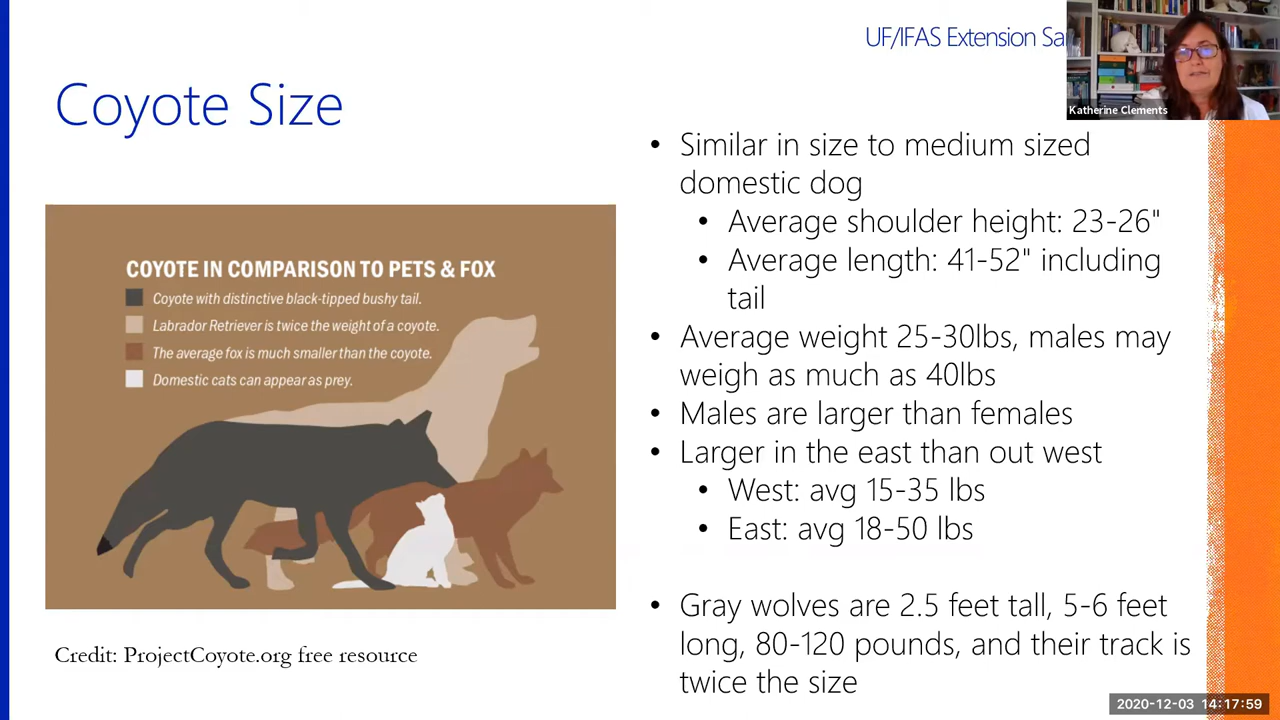 UF/IFAS Extension
Katherine Clements
Coyote Size
COYOTE IN COMPARISON TO PETS & FOX
Coyote with distinctive black-tipped bushy tail.
Labrador Retriever is twice the weight of a coyote.
The average fox is much smaller than the coyote.
Domestic cats can appear as prey.
Credit: ProjectCoyote.org free resource
• Similar in size to medium sized
domestic dog
• Average shoulder height: 23-26"
• Average length: 41-52" including
tail
• Average weight 25-30lbs, males may
weigh as much as 40lbs
• Males are larger than females
• Larger in the east than out west
• West: avg 15-35 lbs
• East: avg 18-50 lbs
• Gray wolves are 2.5 feet tall, 5-6 feet
long, 80-120 pounds, and their track is
twice the size
2020-12-03 14:17:59